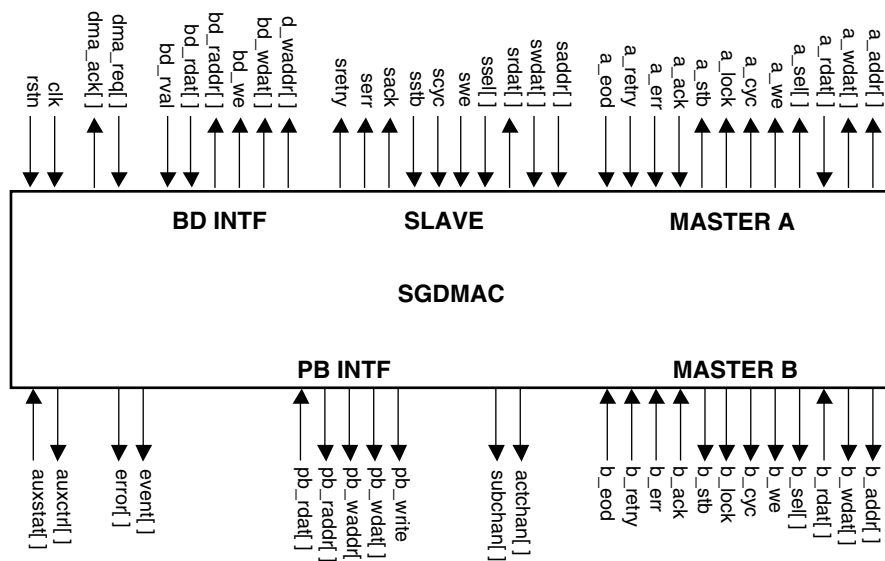 rstn
clk
dma_ack[ ]
dma_req[ ]
bd_rval
bd_rdat[ ]
bd_raddr[ ]
bd_we
bd_wdat[ ]
d_waddr[ ]
sretry
serr
sack
sstb
scyc
swe
ssel[ ]
srdat[ ]
swdat[ ]
saddr[ ]
a_eod
a_retry
a_err
a_ack
a_stb
a_lock
a_cyc
a_we
a_sel[ ]
a_rdat[ ]
a_wdat[ ]
a_addr[ ]
BD INTF
SLAVE
MASTER A
SGDMAC
PB INTF
MASTER B
auxstat[ ]
auxctrl[ ]
error[ ]
event[ ]
pb_rdat[ ]
pb_raddr[ ]
pb_waddr[
pb_wdat[ ]
pb_write
subchan[ ]
actchan[ ]
b_eod
b_retry
b_err
b_ack
b_stb
b_lock
b_cyc
b_we
b_sel[ ]
b_rdat[ ]
b_wdat[ ]
b_addr[ ]